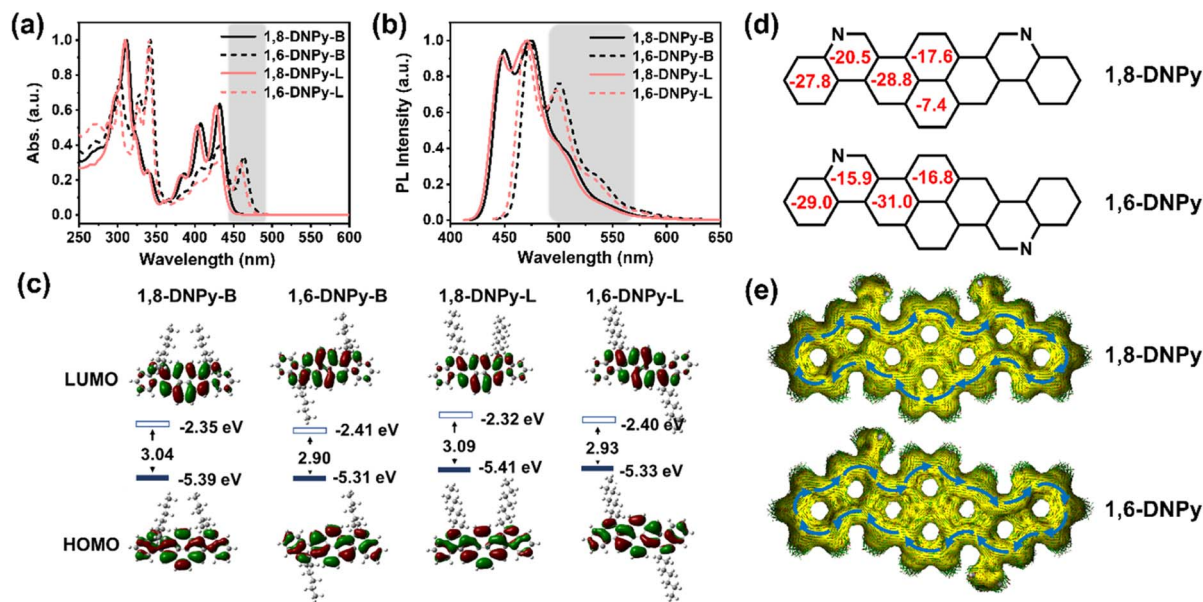 (a)
1.0
0.8
0.6
0.4
0.2
0.0
Abs. (a.u.)
250 300 350 400 450 500 550 600
Wavelength (nm)
1,8-DNPy-B
1,6-DNPy-B
1,8-DNPy-L
1,6-DNPy-L
(b)
1.0
0.8
0.6
0.4
0.2
0.0
PL Intensity (a.u.)
400 450 500 550 600 650
Wavelength (nm)
1,8-DNPy-B
1,6-DNPy-B
1,8-DNPy-L
1,6-DNPy-L
(c)
1,8-DNPy-B 1,6-DNPy-B 1,8-DNPy-L 1,6-DNPy-L
LUMO
-2.35 eV -2.41 eV -2.32 eV -2.40 eV
3.04 2.90 3.09 2.93
-5.39 eV -5.31 eV -5.41 eV -5.33 eV
HOMO
(d)
N N
-20.5 -17.6
-27.8 -28.8
-7.4
1,8-DNPy
N
-15.9 -16.8
-29.0 -31.0
N
1,6-DNPy
(e)
1,8-DNPy
1,6-DNPy